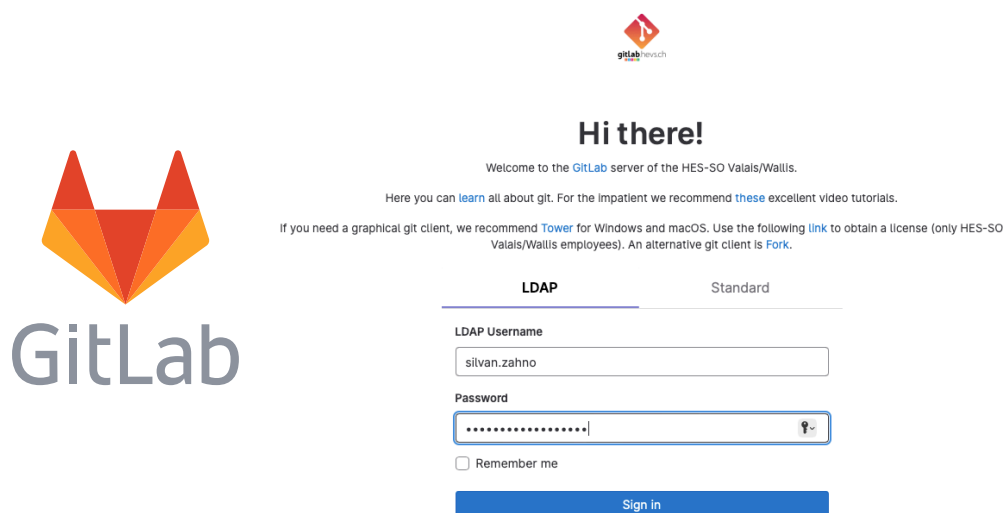 gitlab.hevs.ch
Hi there!
Welcome to the GitLab server of the HES-SO Valais/Wallis.
Here you can learn all about git. For the impatient we recommend these excellent video tutorials.
If you need a graphical git client, we recommend Tower for Windows and macOS. Use the following link to obtain a license (only HES-SO
Valais/Wallis employees). An alternative git client is Fork.
GitLab
LDAP
Standard
LDAP Username
silvan.zahno
Password
••••••••••••••••••
Remember me
Sign in